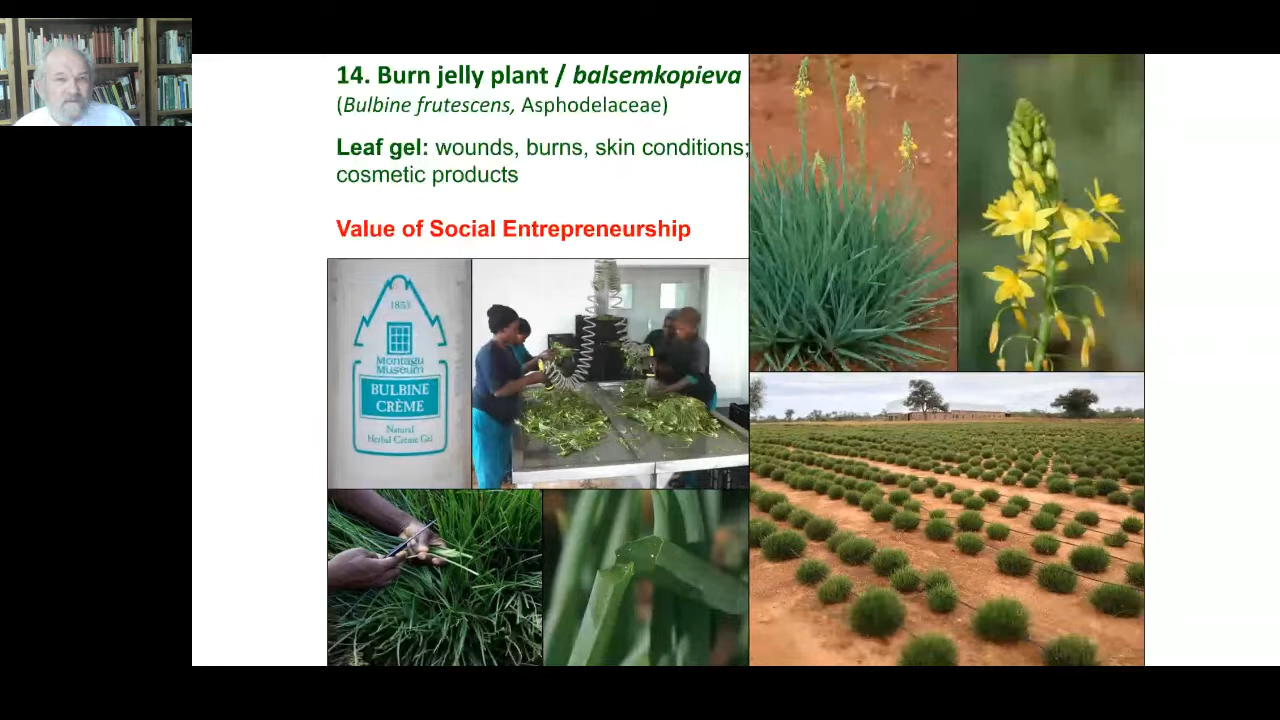 14. Burn jelly plant / balsemkopieva
(Bulbine frutescens, Asphodelaceae)
Leaf gel: wounds, burns, skin conditions;
cosmetic products
Value of Social Entrepreneurship
1853
Montagu
Museum
BULBINE
CRÈME
Natural
Herbal Creme Gel